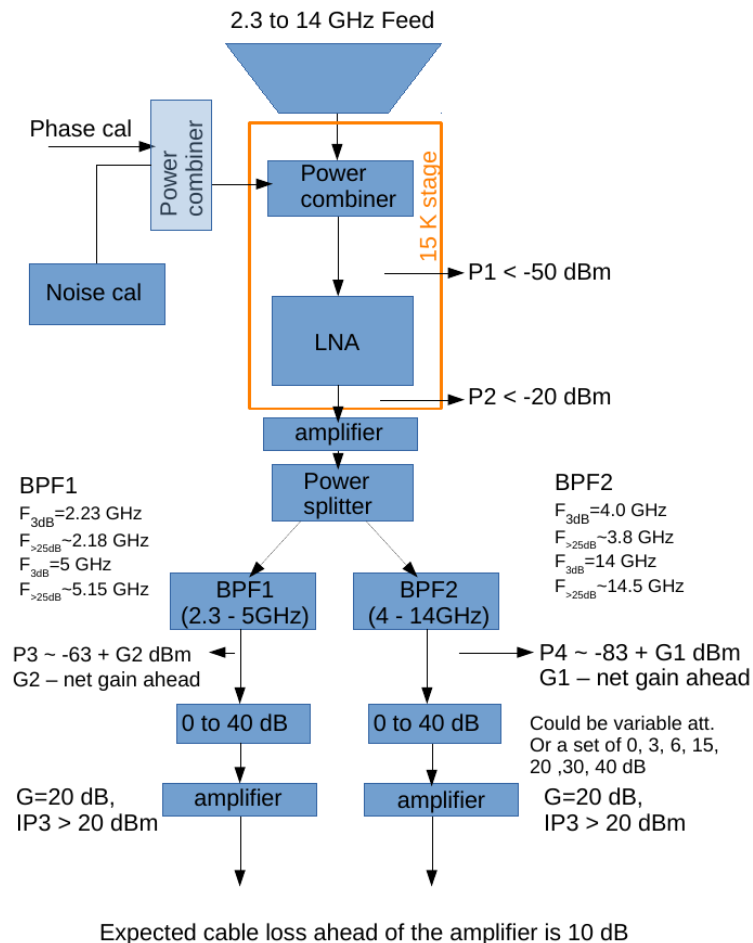 2.3 to 14 GHz Feed
Phase cal
Power
combiner
Noise cal
Power
combiner
15 K stage
P1 < -50 dBm
LNA
P2 < -20 dBm
amplifier
Power
splitter
BPF1
F3dB=2.23 GHz
F>25dB~2.18 GHz
F3dB=5 GHz
F>25dB~5.15 GHz
BPF2
F3dB=4.0 GHz
F>25dB~3.8 GHz
F3dB=14 GHz
F>25dB~14.5 GHz
BPF1
(2.3 - 5GHz)
BPF2
(4 - 14GHz)
P3 ~ -63 + G2 dBm
G2 – net gain ahead
P4 ~ -83 + G1 dBm
G1 – net gain ahead
0 to 40 dB
0 to 40 dB
Could be variable att.
Or a set of 0, 3, 6, 15,
20 ,30, 40 dB
G=20 dB,
IP3 > 20 dBm
amplifier
amplifier
G=20 dB,
IP3 > 20 dBm
Expected cable loss ahead of the amplifier is 10 dB